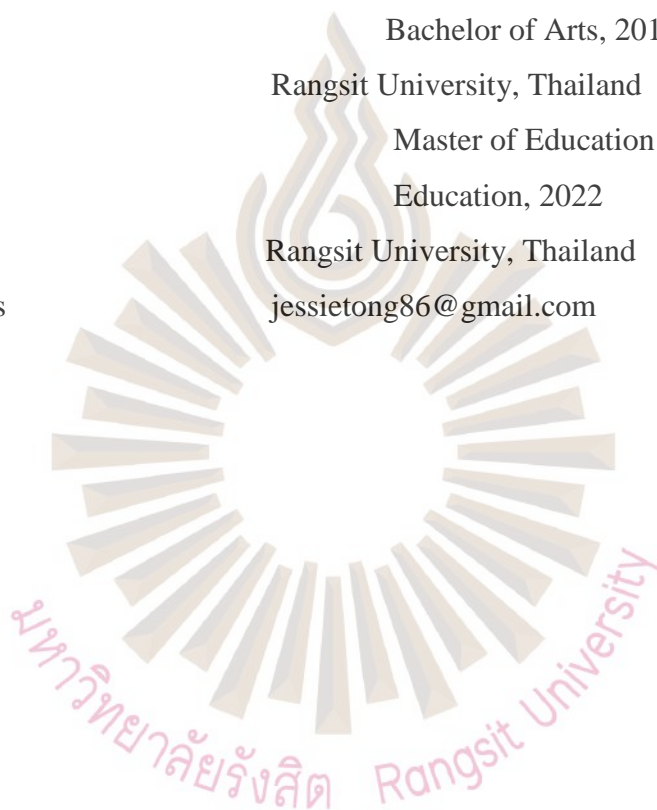 Bachelor of Arts, 201
Rangsit University, Thailand
Master of Education
Education, 2022
Rangsit University, Thailand
s jessietong86@gmail.com
มหาวิทยาลัยรังสิต Rangsit University